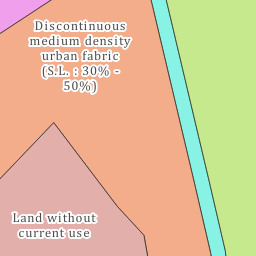 Discontinuous
medium density
urban fabric
(S.L. : 30% -
50%)
Land without
current use